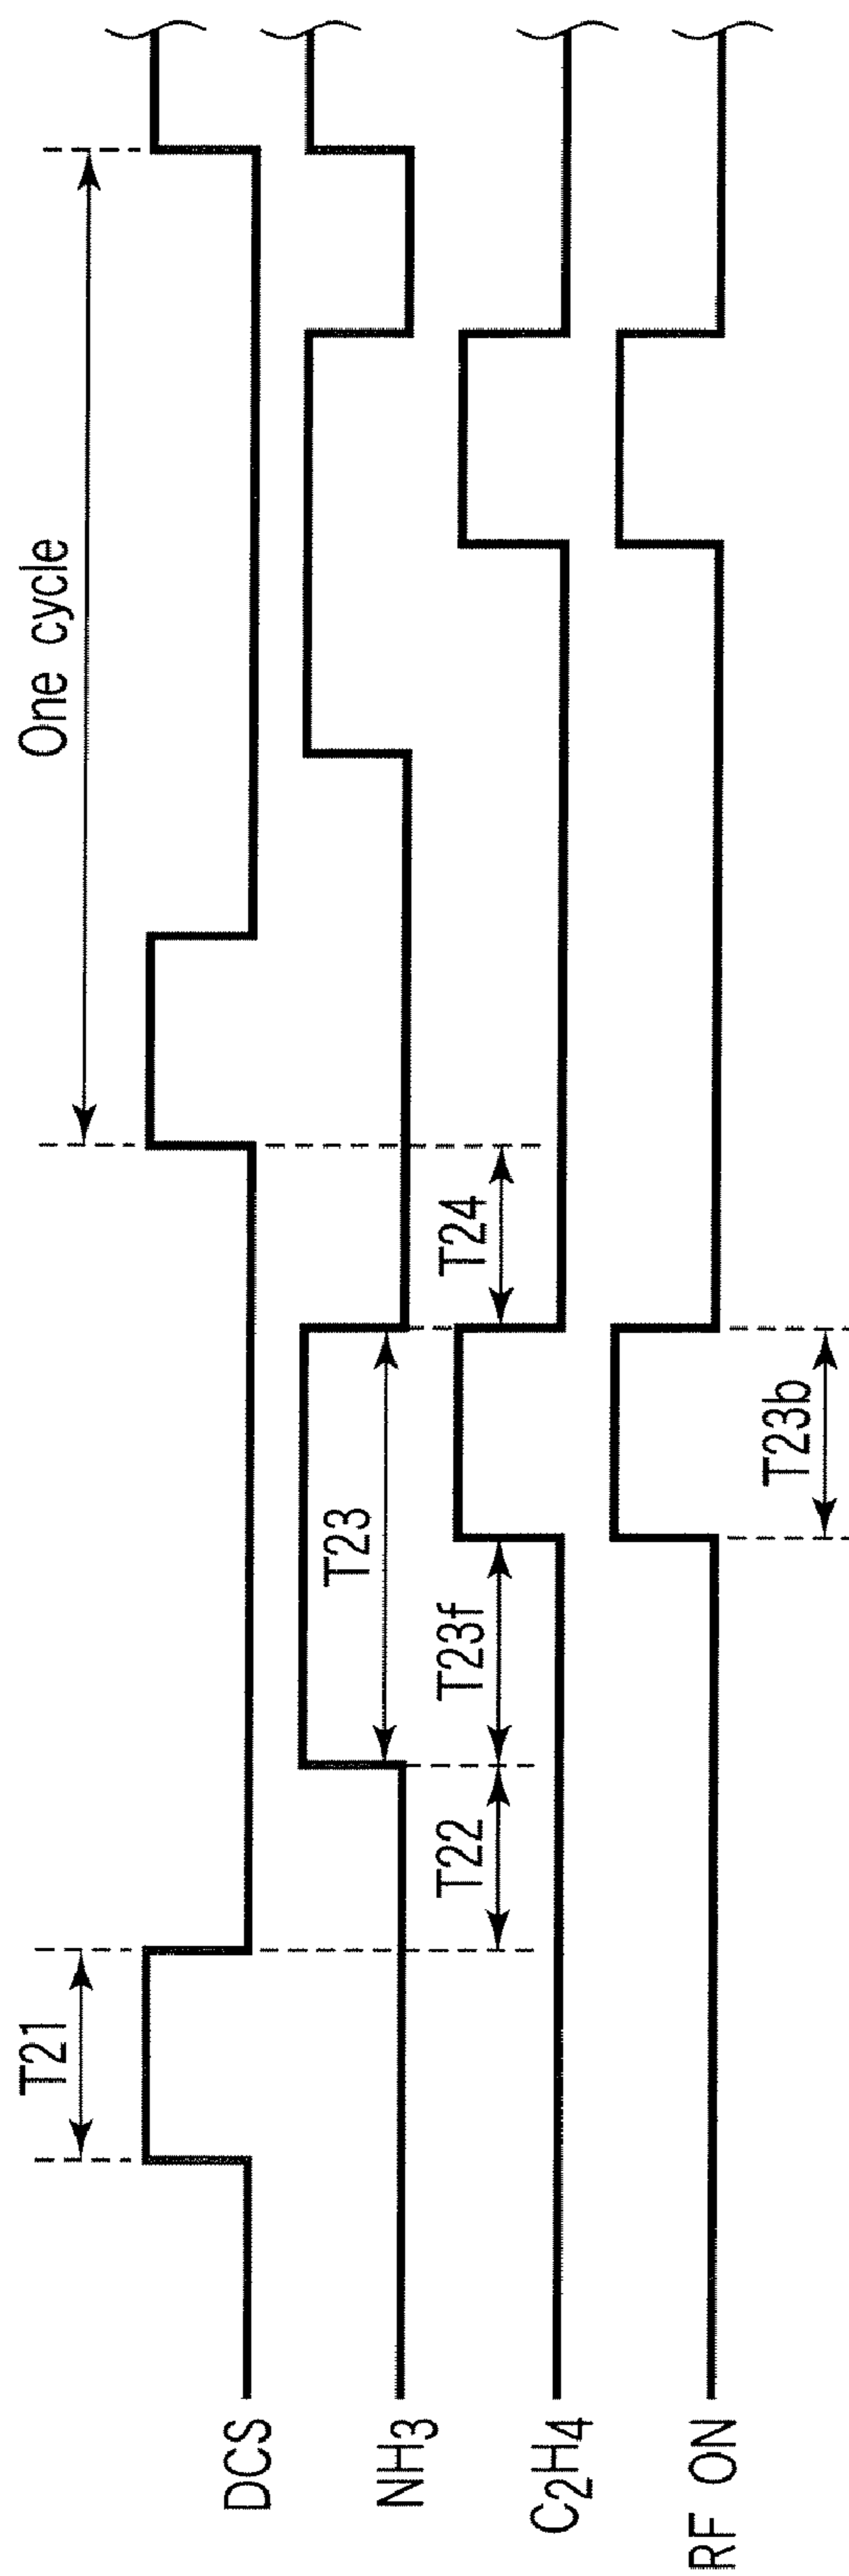 T21
One cycle
DCS
T23
NH3
T22
T23f
T24
C2H4
RF ON
T23b